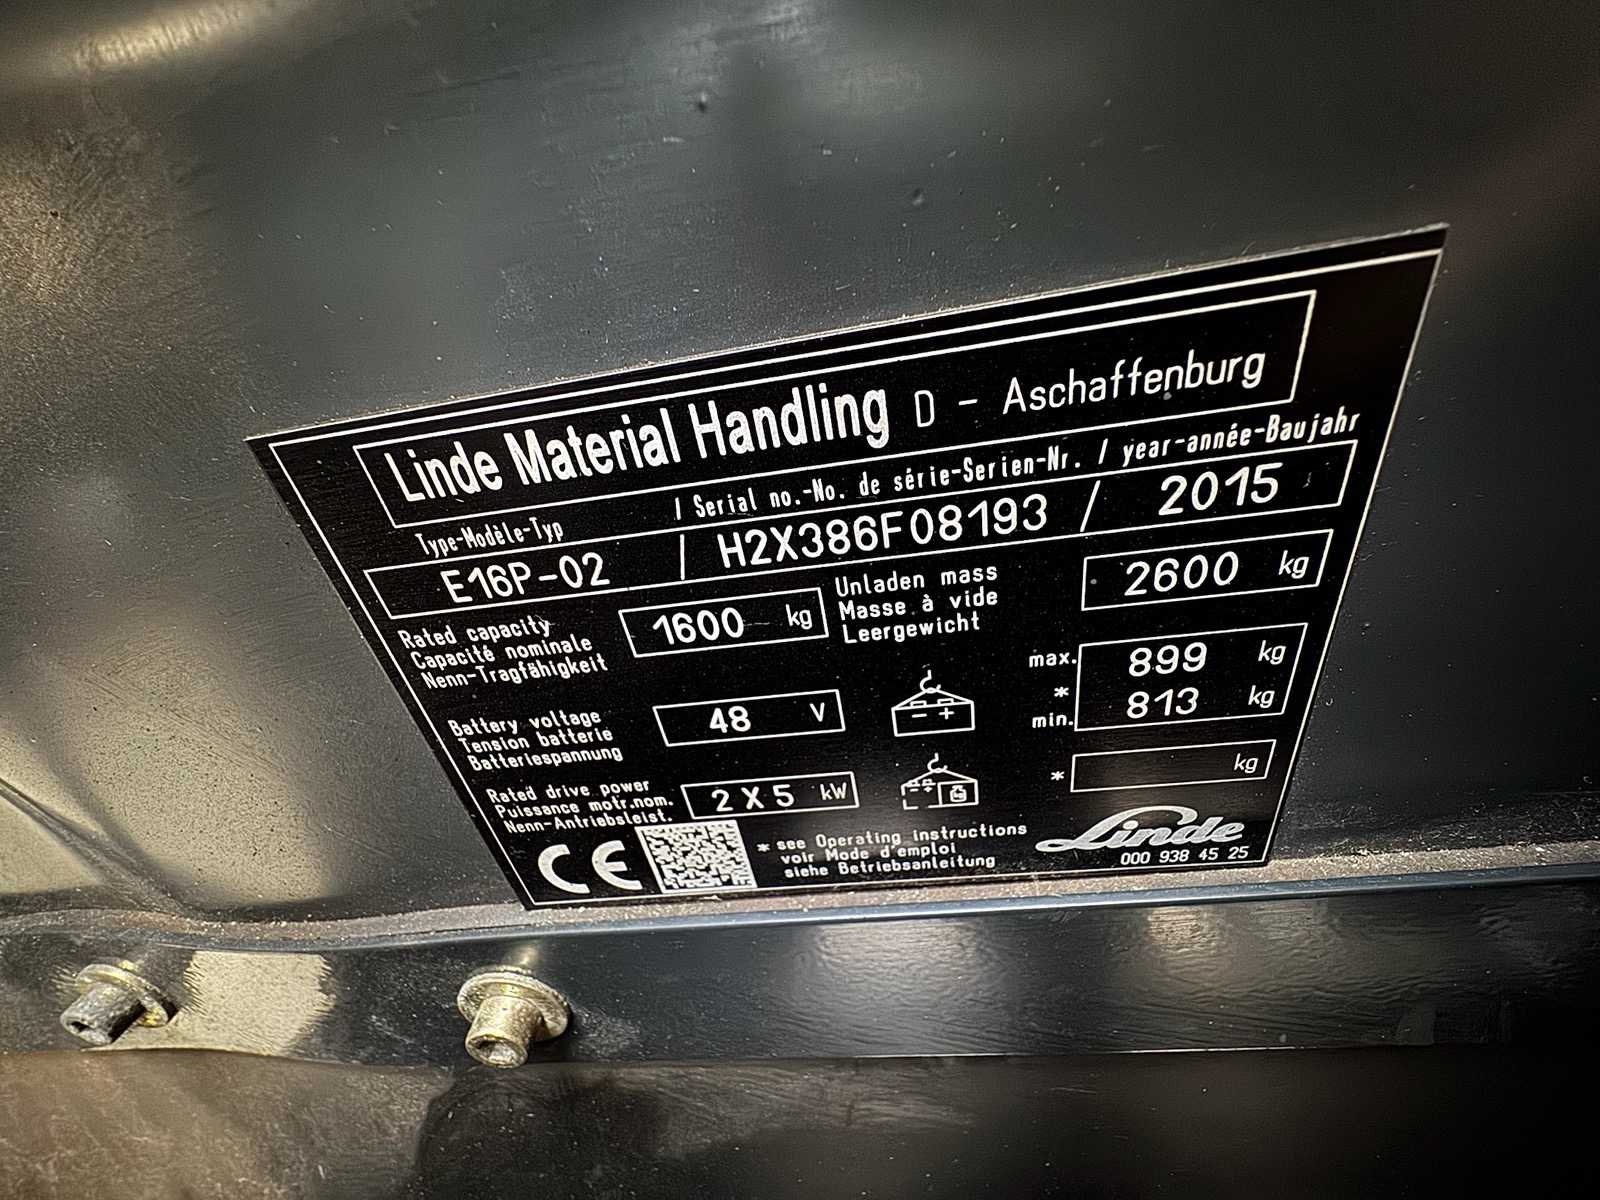 Linde Material Handling D - Aschaffenburg
Type-Modèle-Typ / Serial no.-No. de série-Serien-Nr. / year-année-Baujahr
E16P-02 / H2X386F08193 / 2015
Rated capacity
Capacité nominale
Nenn-Tragfähigkeit
1600 kg
Unladen mass
Masse à vide
Leergewicht
2600 kg
Battery voltage
Tension batterie
Batteriespannung
48 V
- +
max. 899 kg
*
min. 813 kg
Rated drive power
Puissance motr.nom.
Nenn-Antriebsleist.
2 X 5 kW
- +
* kg
CE
* see Operating instructions
voir Mode d'emploi
siehe Betriebsanleitung
Linde
000 938 45 25